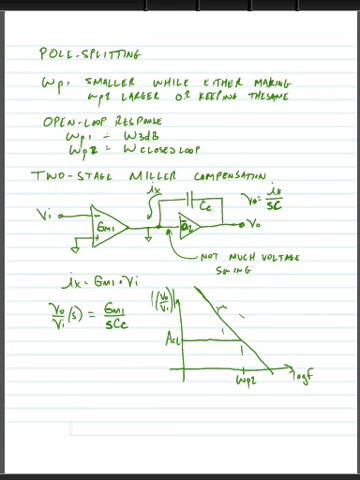 POLE-SPLITTING
ωp1 SMALLER WHILE EITHER MAKING
ωp2 LARGER OR KEEPING THE SAME
OPEN-LOOP RESPONSE
ωp1 = ω3dB
ωp2 = ωCLOSED LOOP
TWO-STAGE MILLER COMPENSATION
ix
Cc
Vo = ix/sC
Vi
Gm1
a2
Vo
NOT MUCH VOLTAGE
SWING
ix = Gm1 · Vi
Vo/Vi (s) = Gm1/sCc
|(Vo/Vi)|
ACL
ωp2
log f